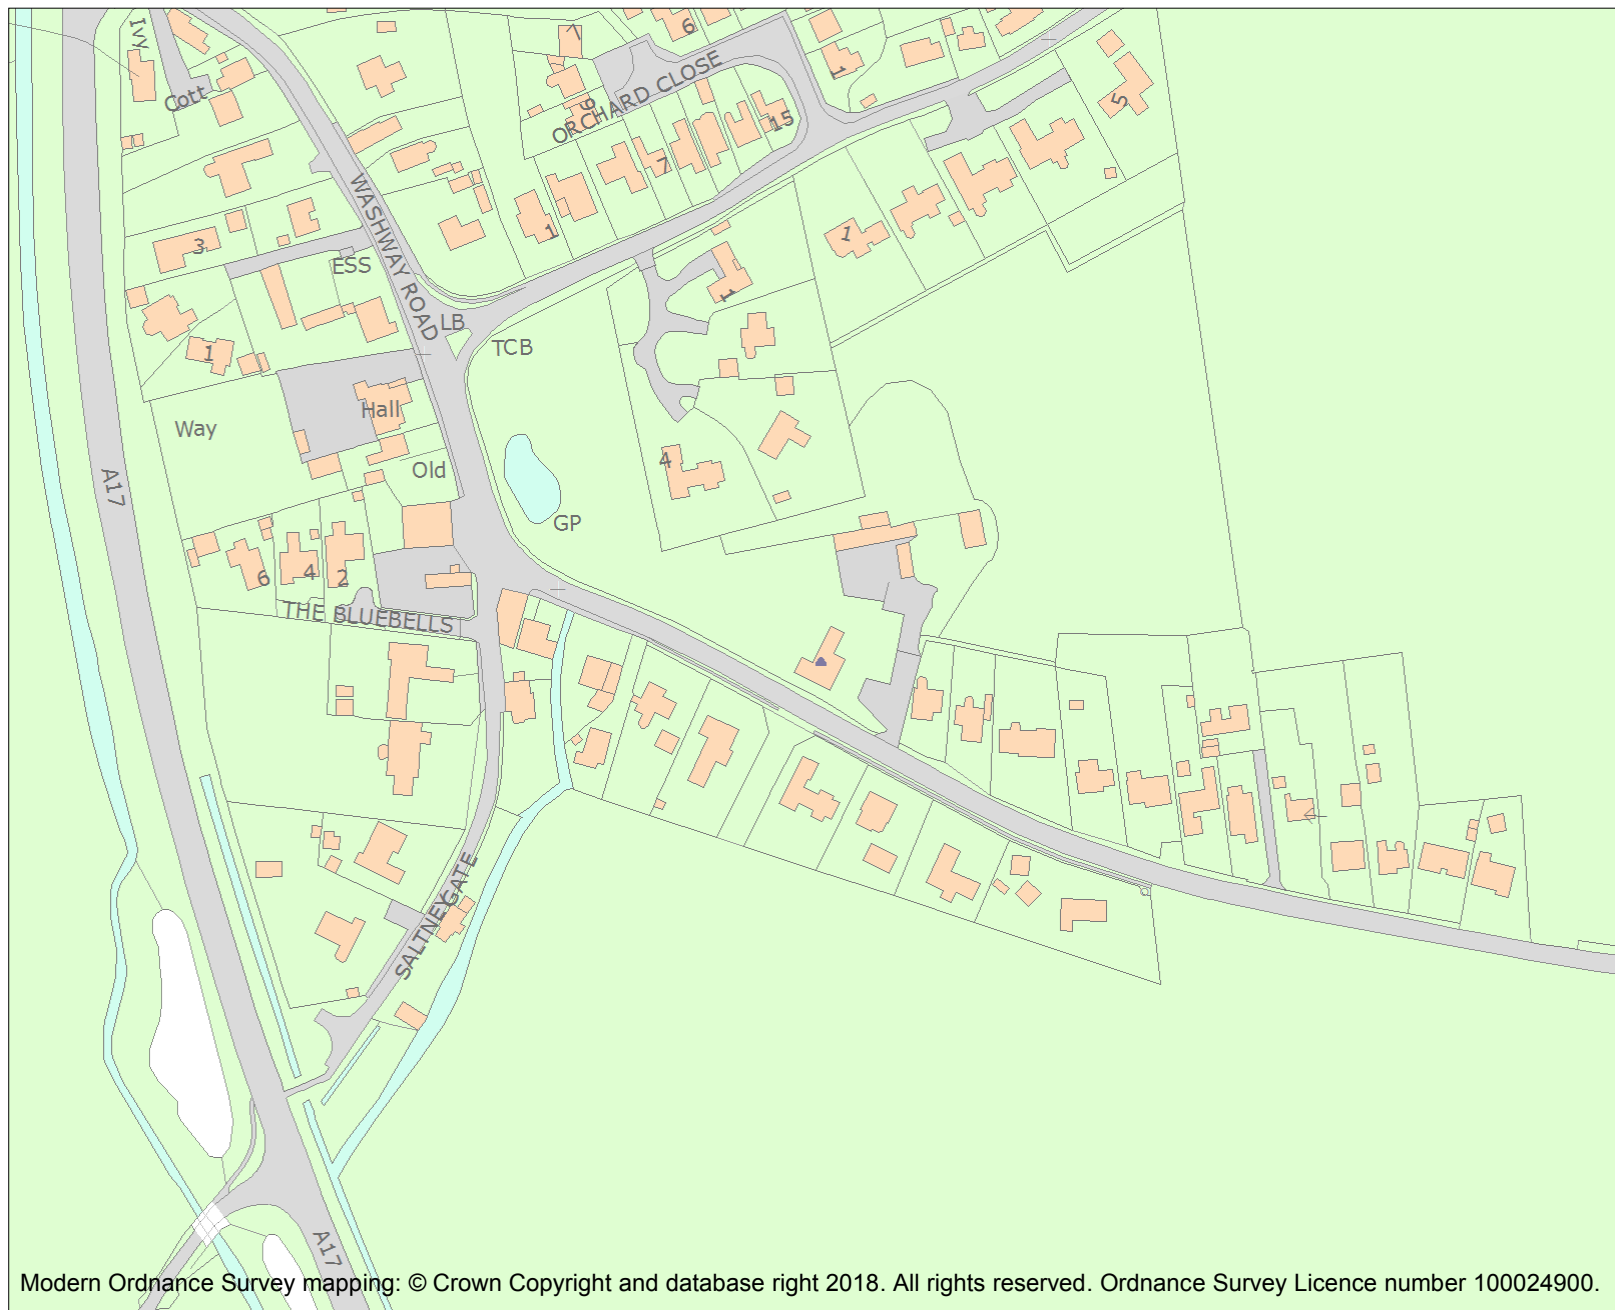 Ivy
Cott
7
6
9
ORCHARD CLOSE
1
15
5
7
1
WASHWAY ROAD
3
ESS
1
1
LB
TCB
1
Hall
Way
Old
4
A17
GP
6
4
2
THE BLUEBELLS
SALTNEYGATE
A17
Modern Ordnance Survey mapping: © Crown Copyright and database right 2018. All rights reserved. Ordnance Survey Licence number 100024900.